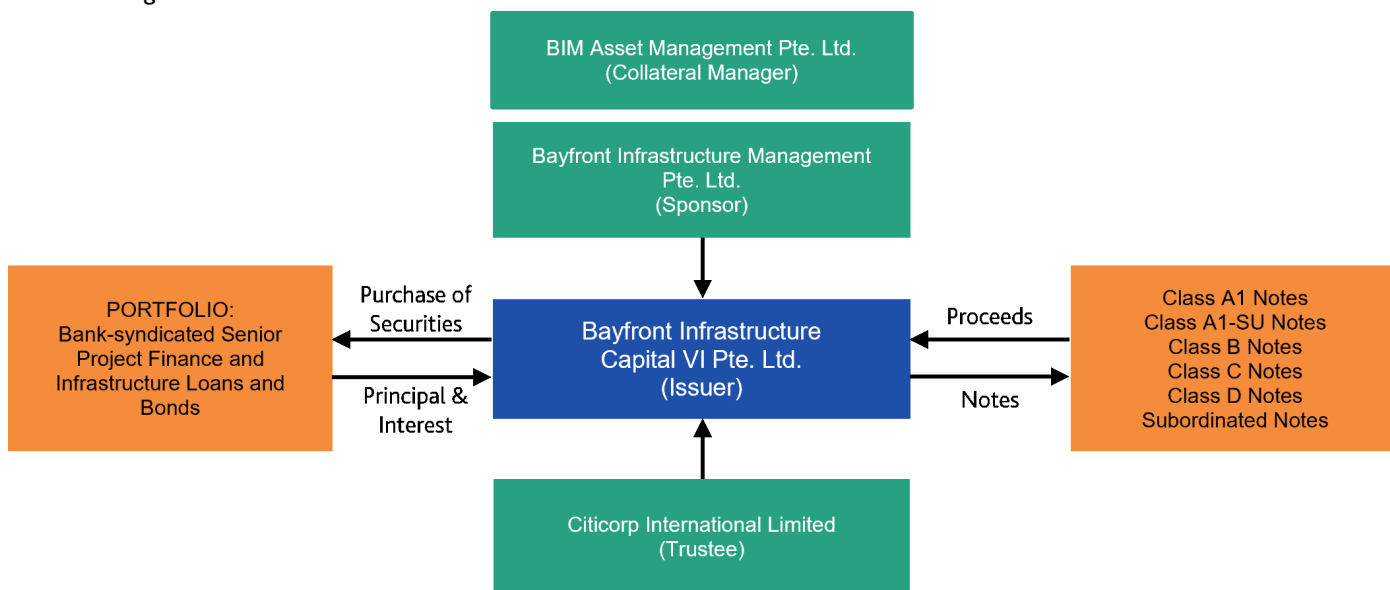 BIM Asset Management Pte. Ltd.
(Collateral Manager)
Bayfront Infrastructure Management
Pte. Ltd.
(Sponsor)
PORTFOLIO:
Bank-syndicated Senior
Project Finance and
Infrastructure Loans and
Bonds
Purchase of
Securities
Principal &
Interest
Bayfront Infrastructure
Capital VI Pte. Ltd.
(Issuer)
Proceeds
Notes
Class A1 Notes
Class A1-SU Notes
Class B Notes
Class C Notes
Class D Notes
Subordinated Notes
Citicorp International Limited
(Trustee)